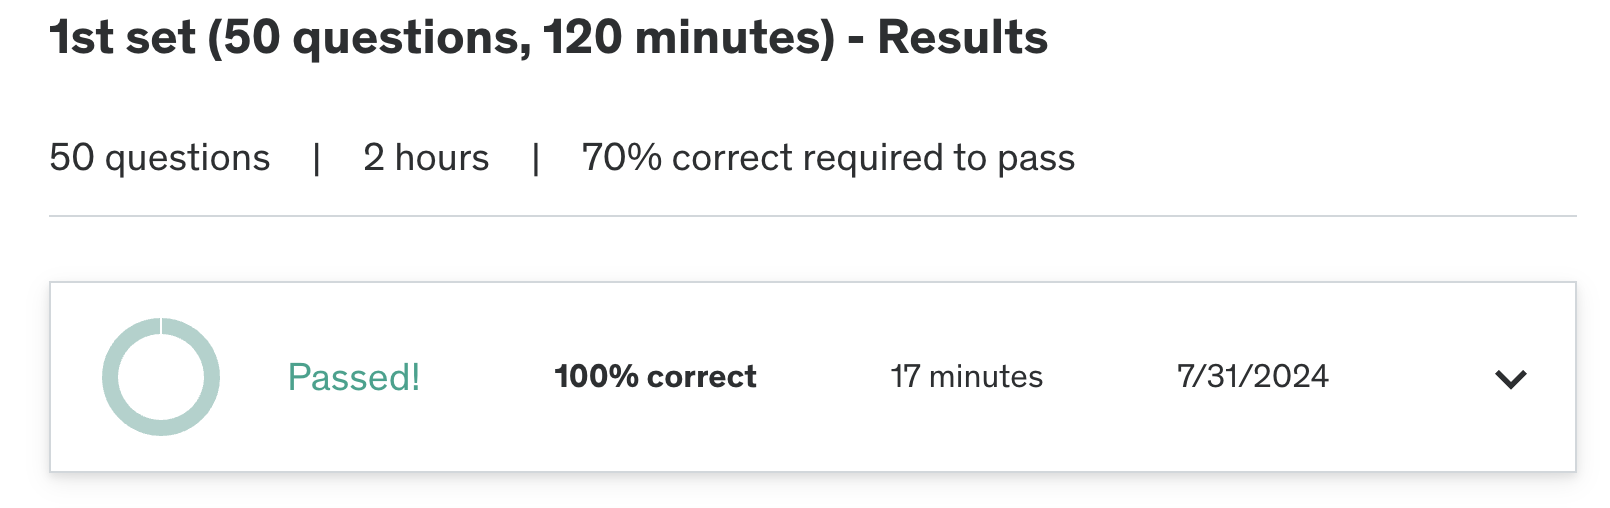 1st set (50 questions, 120 minutes) - Results
50 questions | 2 hours | 70% correct required to pass
Passed! 100% correct 17 minutes 7/31/2024